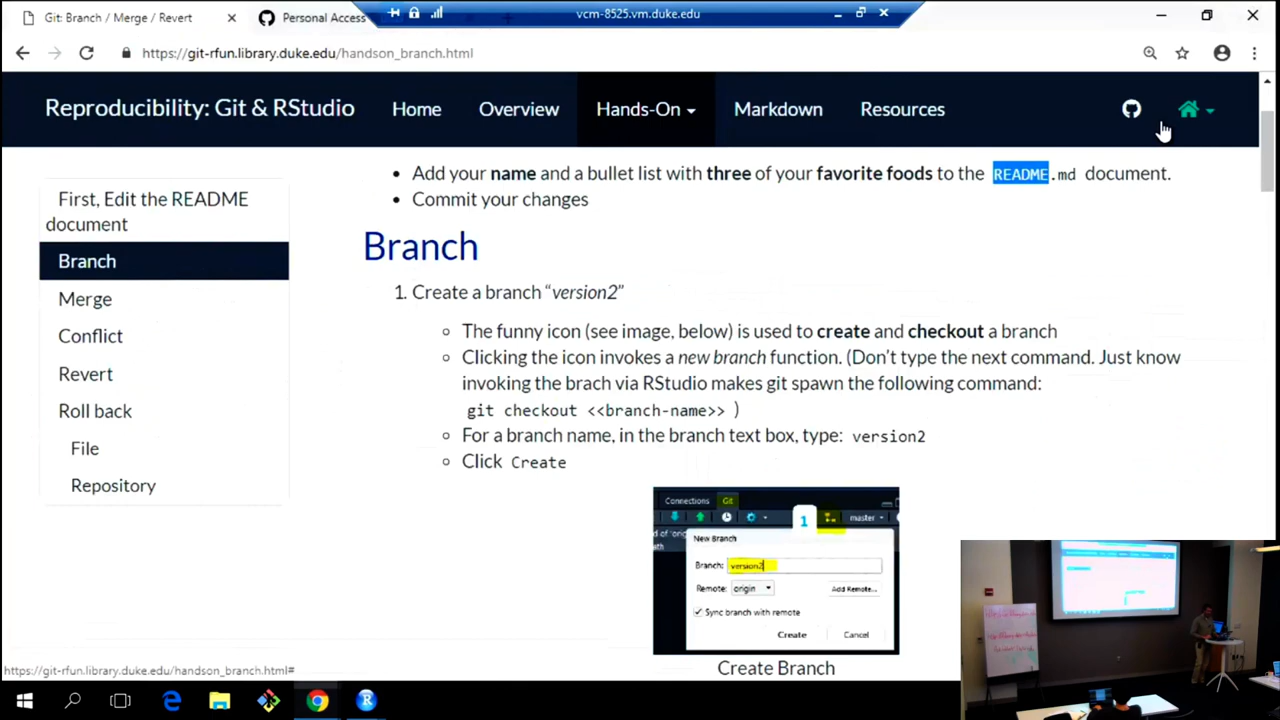 Git: Branch / Merge / Revert
Personal Access
vcm-8525.vm.duke.edu
https://git-rfun.library.duke.edu/handson_branch.html
Reproducibility: Git & RStudio
Home
Overview
Hands-On
Markdown
Resources
First, Edit the README
document
Branch
Merge
Conflict
Revert
Roll back
File
Repository
Add your name and a bullet list with three of your favorite foods to the README.md document.
Commit your changes
Branch
1. Create a branch “version2”
The funny icon (see image, below) is used to create and checkout a branch
Clicking the icon invokes a new branch function. (Don’t type the next command. Just know
invoking the brach via RStudio makes git spawn the following command:
git checkout <<branch-name>> )
For a branch name, in the branch text box, type: version2
Click Create
Connections Git
1 master
New Branch
Branch: version2
Remote: origin Add Remote...
Sync branch with remote
Create Cancel
Create Branch
https://git-rfun.library.duke.edu/handson_branch.html#